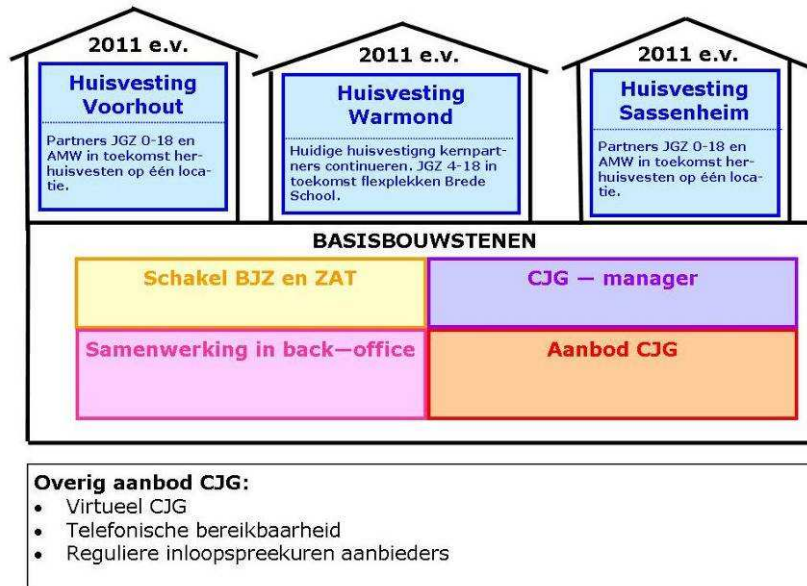 2011 e.v.
Huisvesting
Voorhout
Partners JGZ 0-18 en
AMW in toekomst her-
huisvesten op één loca-
tie.
2011 e.v.
Huisvesting
Warmond
Huidige huisvestigng kernpart-
ners continueren. JGZ 4-18 in
toekomst flexplekken Brede
School.
2011 e.v.
Huisvesting
Sassenheim
Partners JGZ 0-18 en
AMW in toekomst her-
huisvesten op één loca-
tie.
BASISBOUWSTENEN
Schakel BJZ en ZAT
CJG — manager
Samenwerking in back—office
Aanbod CJG
Overig aanbod CJG:
• Virtueel CJG
• Telefonische bereikbaarheid
• Reguliere inloopspreekuren aanbieders